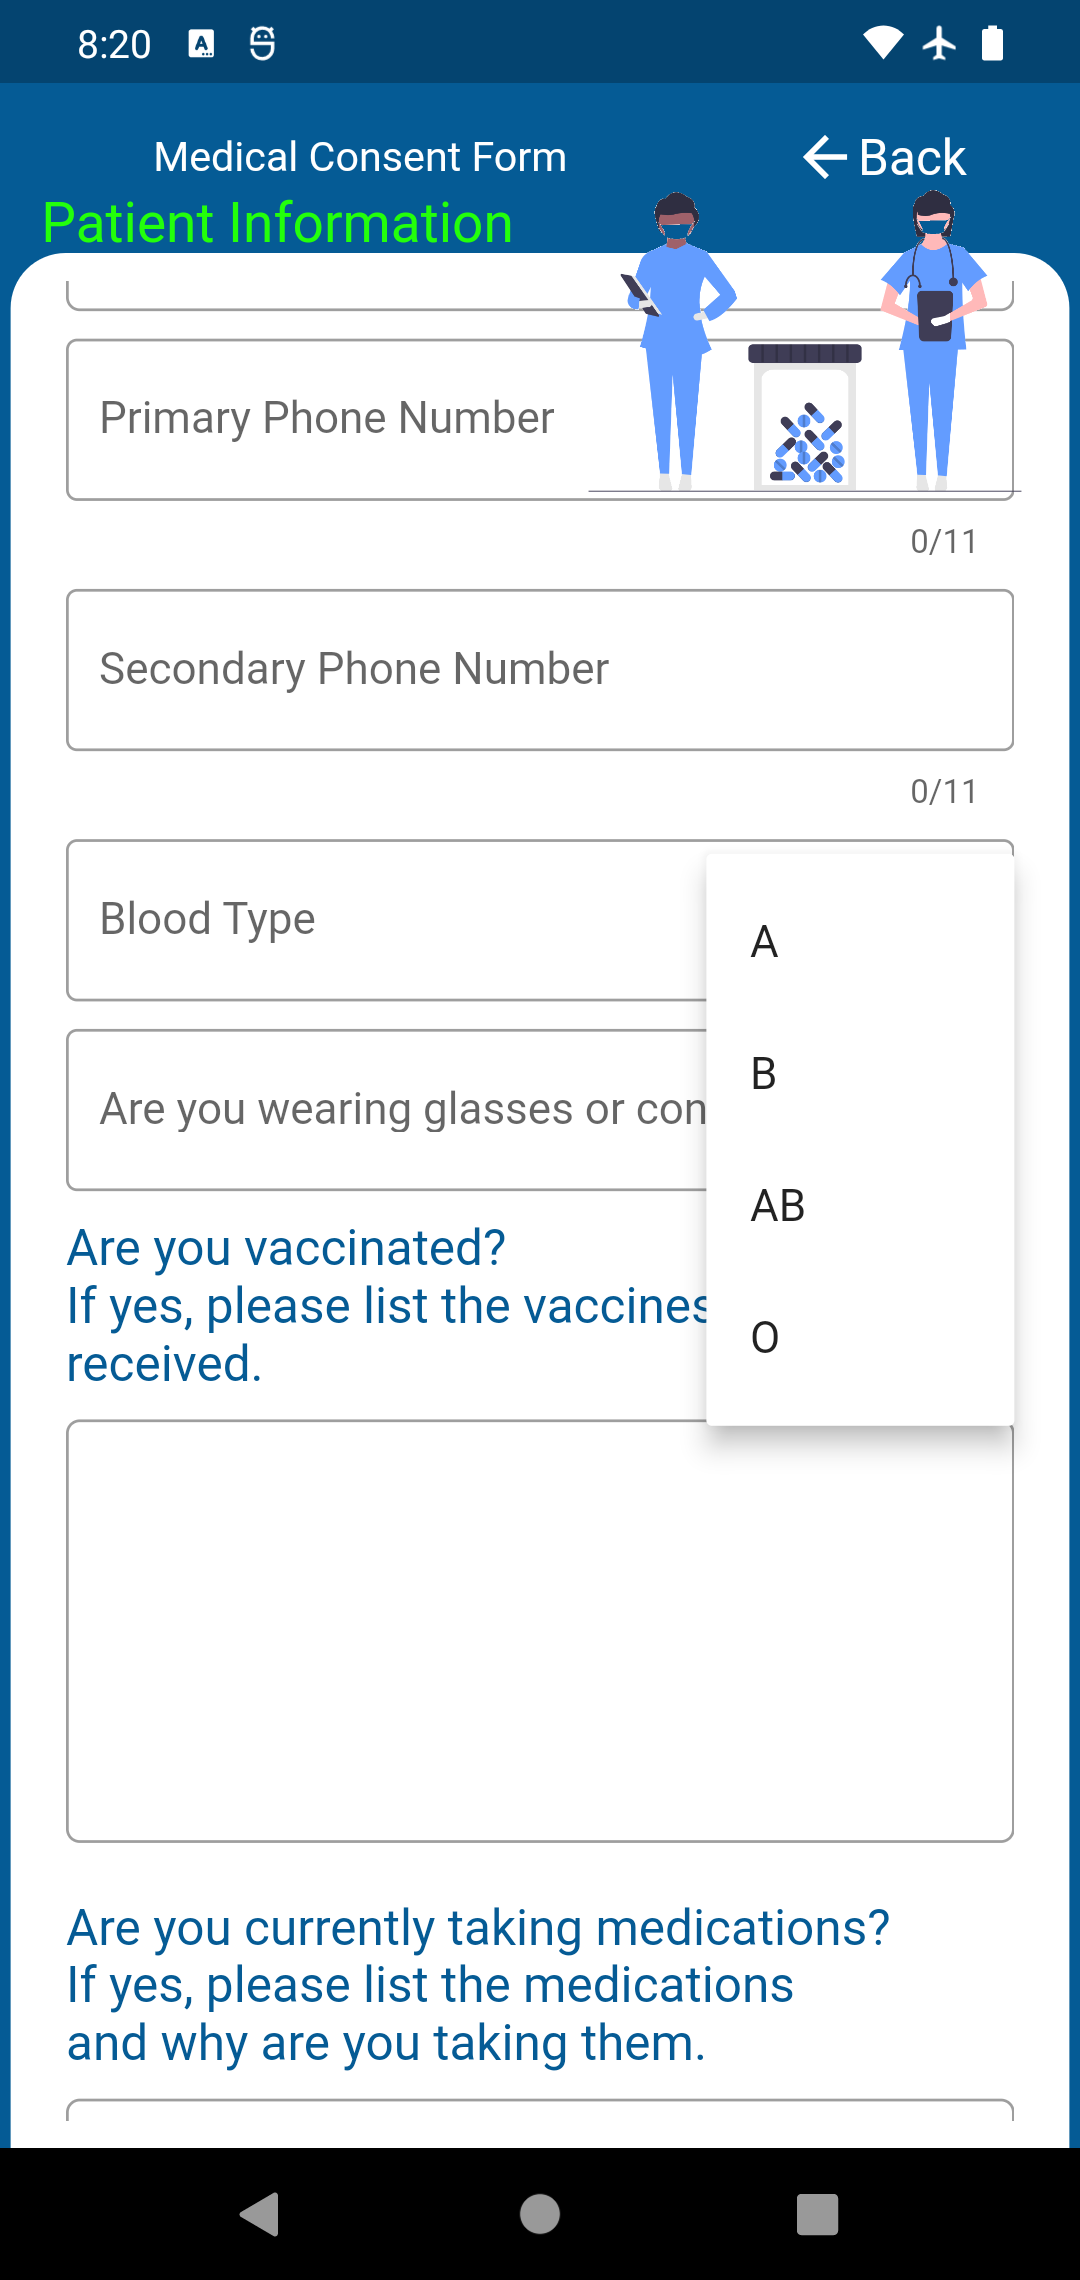 8:20
Medical Consent Form
Back
Patient Information
Primary Phone Number
0/11
Secondary Phone Number
0/11
Blood Type
A
B
Are you wearing glasses or con
AB
Are you vaccinated?
If yes, please list the vaccines
O
received.
Are you currently taking medications?
If yes, please list the medications
and why are you taking them.